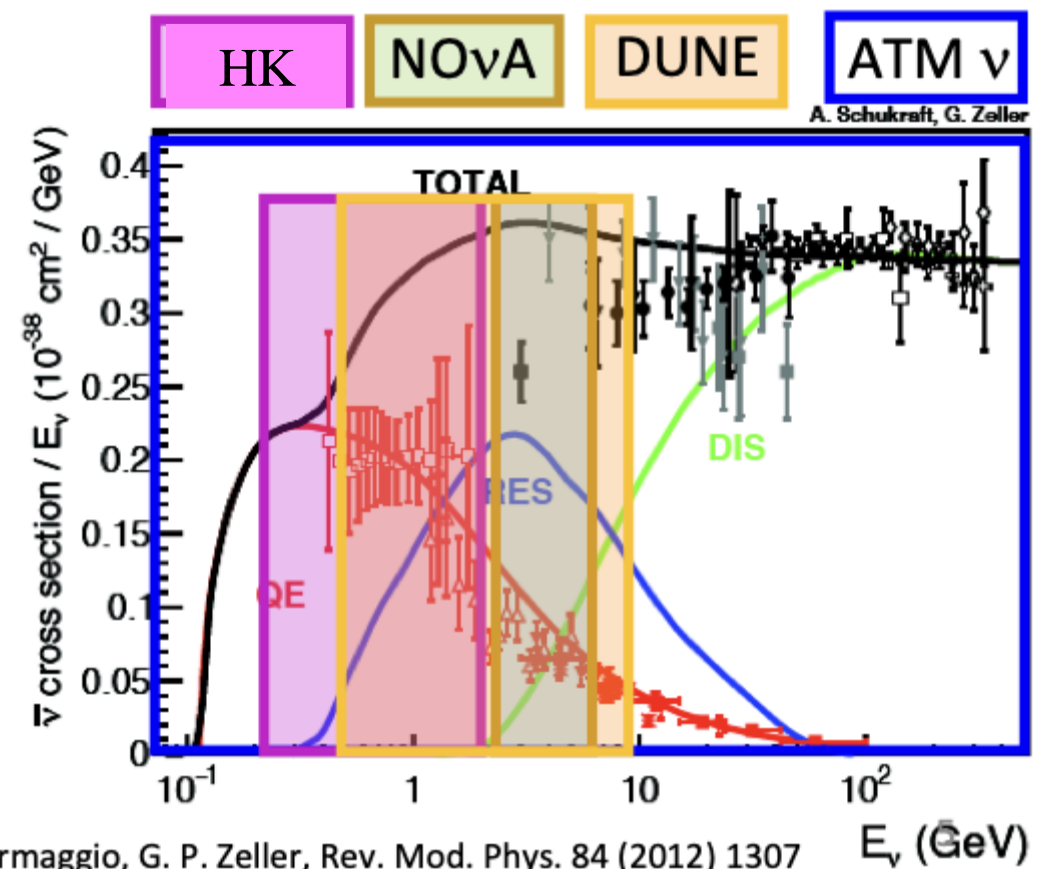 HK NOνA DUNE ATM ν
A. Schukraft, G. Zeller
ν̅ cross section / Eν (10⁻³⁸ cm² / GeV)
0.4
TOTAL
0.35
0.3
0.25
DIS
0.2
RES
0.15
QE
0.1
0.05
0
10⁻¹ 1 10 10²
Eν (GeV)
rmaggio, G. P. Zeller, Rev. Mod. Phys. 84 (2012) 1307